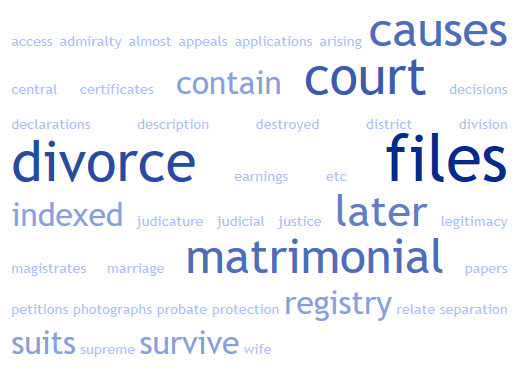 access admiralty almost appeals applications arising causes
central certificates contain court decisions
declarations description destroyed district division
divorce earnings etc files
indexed judicature judicial justice later legitimacy
magistrates marriage matrimonial papers
petitions photographs probate protection registry relate separation
suits supreme survive wife